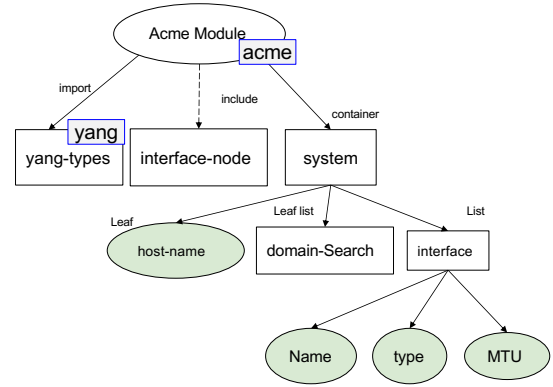 Acme Module
acme
import
include
container
yang
yang-types
interface-node
system
Leaf
Leaf list
List
host-name
domain-Search
interface
Name
type
MTU